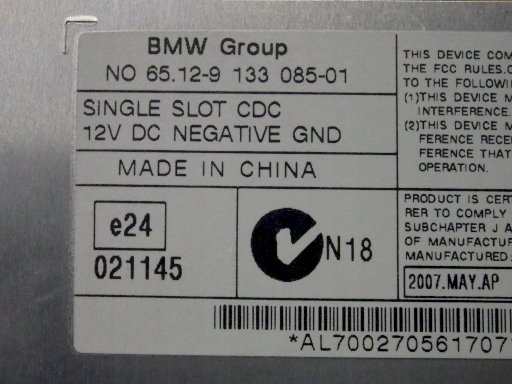 BMW Group
NO 65.12-9 133 085-01
SINGLE SLOT CDC
12V DC NEGATIVE GND
MADE IN CHINA
e24
021145
N18
THIS DEVICE COM
THE FCC RULES.
TO THE FOLLOWI
(1)THIS DEVICE M
INTERFERENCE.
(2)THIS DEVICE M
FERENCE RECE
FERENCE THAT
OPERATION.
PRODUCT IS CERT
RER TO COMPLY
SUBCHAPTER J A
OF MANUFACTUR
MANUFACTURED:
2007.MAY.AP
*AL70027056170